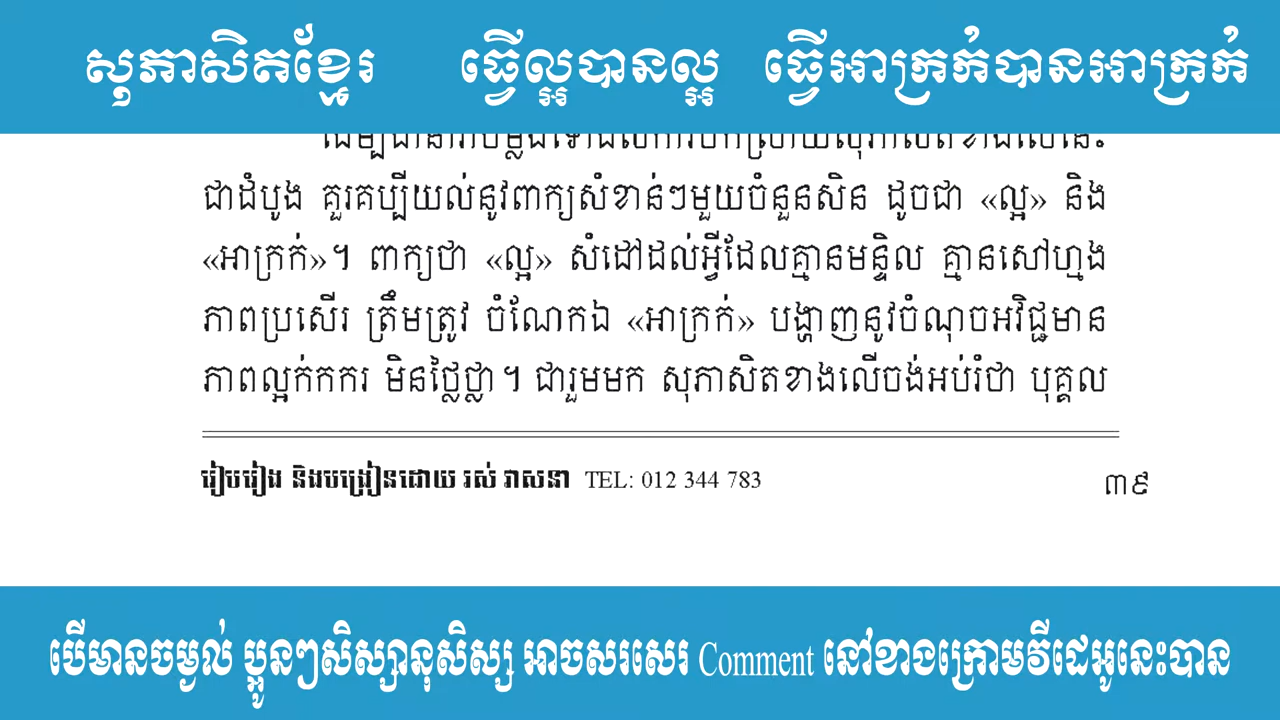 សុភាសិតខ្មែរ ធ្វើល្អបានល្អ ធ្វើអាក្រក់បានអាក្រក់
ជាដំបូង គួរគប្បីយល់នូវពាក្យសំខាន់ៗមួយចំនួនសិន ដូចជា «ល្អ» និង
«អាក្រក់»។ ពាក្យថា «ល្អ» សំដៅដល់អ្វីដែលគ្មានមន្ទិល គ្មានសៅហ្មង
ភាពប្រសើរ ត្រឹមត្រូវ ចំណែកឯ «អាក្រក់» បង្ហាញនូវចំណុចអវិជ្ជមាន
ភាពល្អក់កករ មិនថ្លៃថ្លា។ ជារួមមក សុភាសិតខាងលើចង់អប់រំថា បុគ្គល
រៀបរៀង និងបង្រៀនដោយ រស់ រាសនា TEL: 012 344 783 ៣៩
បើមានចម្ងល់ ប្អូនៗសិស្សានុសិស្ស អាចសរសេរ Comment នៅខាងក្រោមវីដេអូនេះបាន